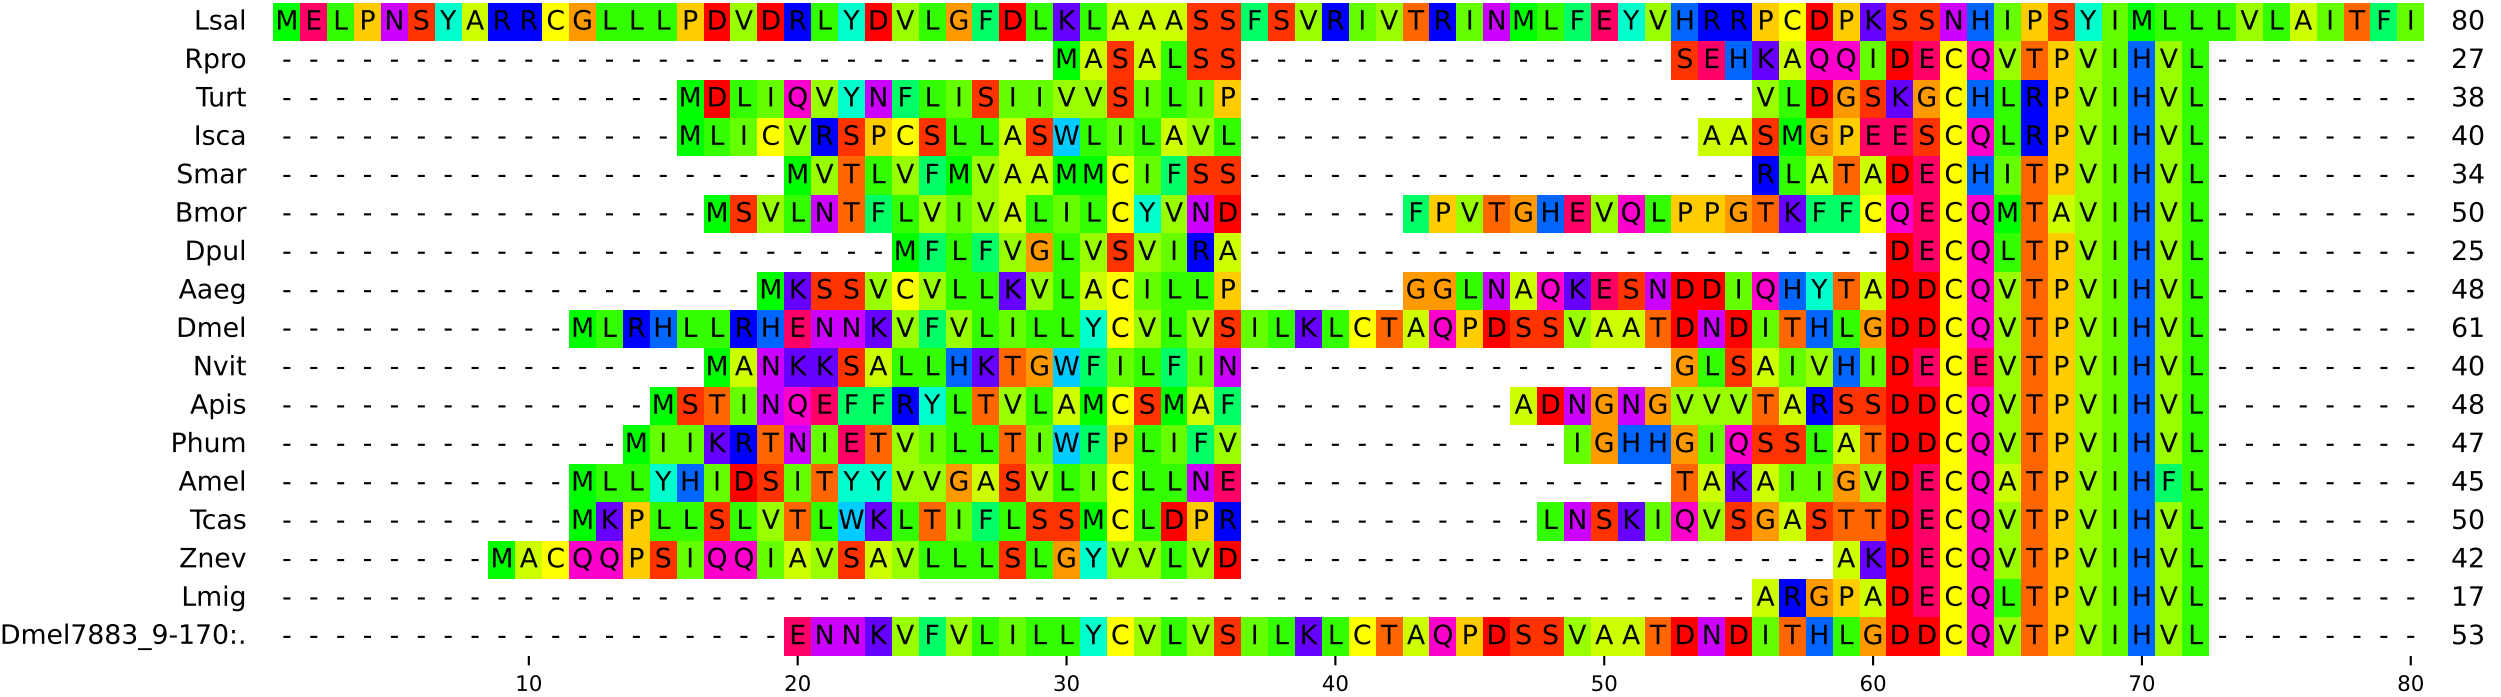 Lsal MELPNSYARRCGLLLPDVDRLYDVLGFDLKLAAASSFSVRIVTRINMLFEYVHRRPCDPKSSNHIPSYIMLLLVLAITFI 80
Rpro -----------------------------MASALSS----------------SEHKAQQIDECQVTPVIHVL-------- 27
Turt ---------------MDLIQVYNFLISIIVVSILIP-------------------VLDGSKGCHLRPVIHVL-------- 38
Isca ---------------MLICVRSPCSLLASWLILAVL-----------------AASMGPEESCQLRPVIHVL-------- 40
Smar -------------------MVTLVFMVAAMMCIFSS-------------------RLATADECHITPVIHVL-------- 34
Bmor ----------------MSVLNTFLVIVALILCYVND------FPVTGHEVQLPPGTKFFCQECQMTAVIHVL-------- 50
Dpul -----------------------MFLFVGLVSVIRA------------------------DECQLTPVIHVL-------- 25
Aaeg ------------------MKSSVCVLLKVLACILLP------GGLNAQKESNDDIQHYTADDCQVTPVIHVL-------- 48
Dmel -----------MLRHLLRHENNKVFVLILLYCVLVSILKLCTAQPDSSVAATDNDITHLGDDCQVTPVIHVL-------- 61
Nvit ----------------MANKKSALLHKTGWFILFIN----------------GLSAIVHIDECEVTPVIHVL-------- 40
Apis --------------MSTINQEFFRYLTVLAMCSMAF----------ADNGNGVVVTARSSDDCQVTPVIHVL-------- 48
Phum -------------MIIKRTNIETVILLTIWFPLIFV------------IGHHGIQSSLATDDCQVTPVIHVL-------- 47
Amel -----------MLLYHIDSITYYVVGASVLICLLNE----------------TAKAIIGVDECQATPVIHFL-------- 45
Tcas -----------MKPLLSLVTLWKLTIFLSSMCLDPR-----------LNSKIQVSGASTTDECQVTPVIHVL-------- 50
Znev --------MACQQPSIQQIAVSAVLLLSLGYVVLVD----------------------AKDECQVTPVIHVL-------- 42
Lmig -------------------------------------------------------ARGPADECQLTPVIHVL-------- 17
Dmel7883_9-170:. -------------------ENNKVFVLILLYCVLVSILKLCTAQPDSSVAATDNDITHLGDDCQVTPVIHVL-------- 53
10 20 30 40 50 60 70 80